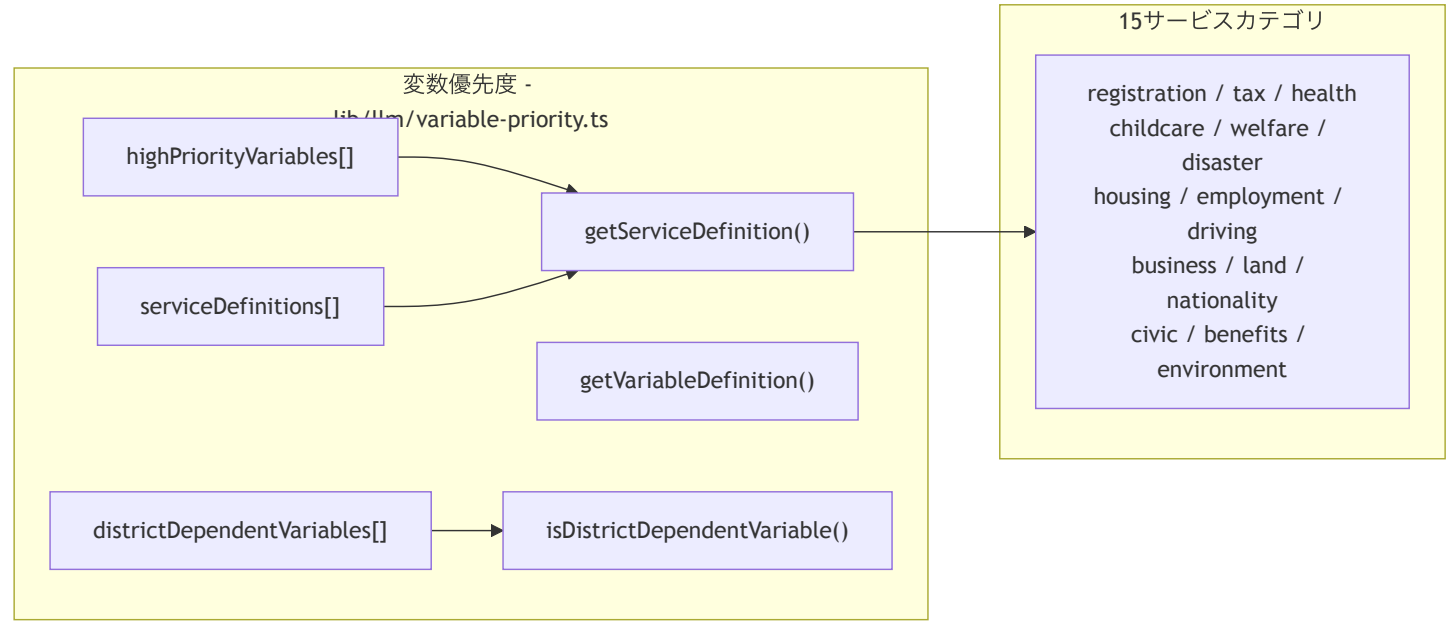 変数優先度 -
lib/llm/variable-priority.ts
highPriorityVariables[]
serviceDefinitions[]
getServiceDefinition()
getVariableDefinition()
districtDependentVariables[]
isDistrictDependentVariable()
15サービスカテゴリ
registration / tax / health
childcare / welfare /
disaster
housing / employment /
driving
business / land /
nationality
civic / benefits /
environment